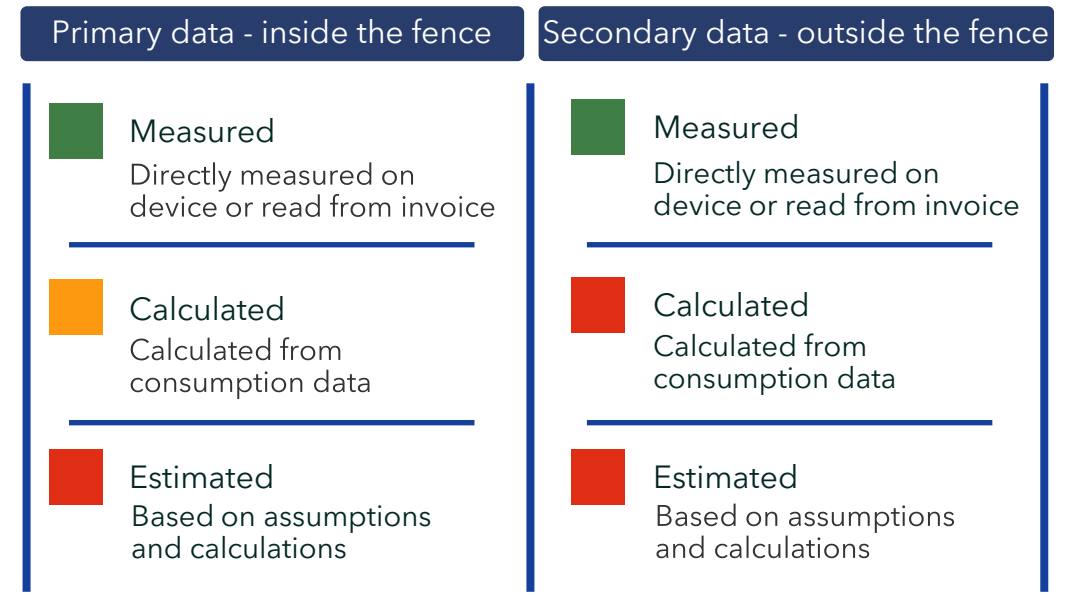 Primary data - inside the fence
Measured
Directly measured on
device or read from invoice
Calculated
Calculated from
consumption data
Estimated
Based on assumptions
and calculations
Secondary data - outside the fence
Measured
Directly measured on
device or read from invoice
Calculated
Calculated from
consumption data
Estimated
Based on assumptions
and calculations